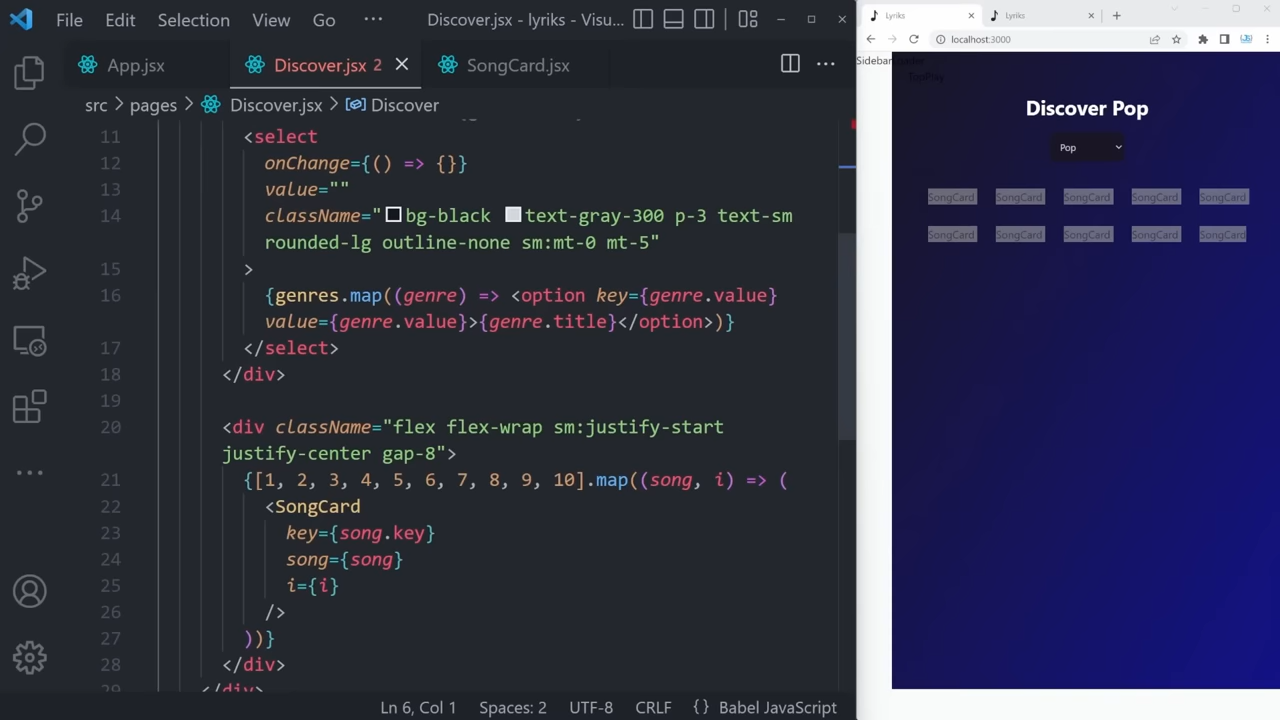 File Edit Selection View Go ··· Discover.jsx - lyriks - Visu...
App.jsx Discover.jsx 2 SongCard.jsx
src > pages > Discover.jsx > Discover
11 <select
12 onChange={() => {}}
13 value=""
14 className="bg-black text-gray-300 p-3 text-sm
rounded-lg outline-none sm:mt-0 mt-5"
15 >
16 {genres.map((genre) => <option key={genre.value}
value={genre.value}>{genre.title}</option>)}
17 </select>
18 </div>
19
20 <div className="flex flex-wrap sm:justify-start
justify-center gap-8">
21 {[1, 2, 3, 4, 5, 6, 7, 8, 9, 10].map((song, i) => (
22 <SongCard
23 key={song.key}
24 song={song}
25 i={i}
26 />
27 ))}
28 </div>
29 </div>
Ln 6, Col 1 Spaces: 2 UTF-8 CRLF {} Babel JavaScript
Lyriks Lyriks
localhost:3000
TopPlay
Discover Pop
Pop
SongCard SongCard SongCard SongCard SongCard
SongCard SongCard SongCard SongCard SongCard